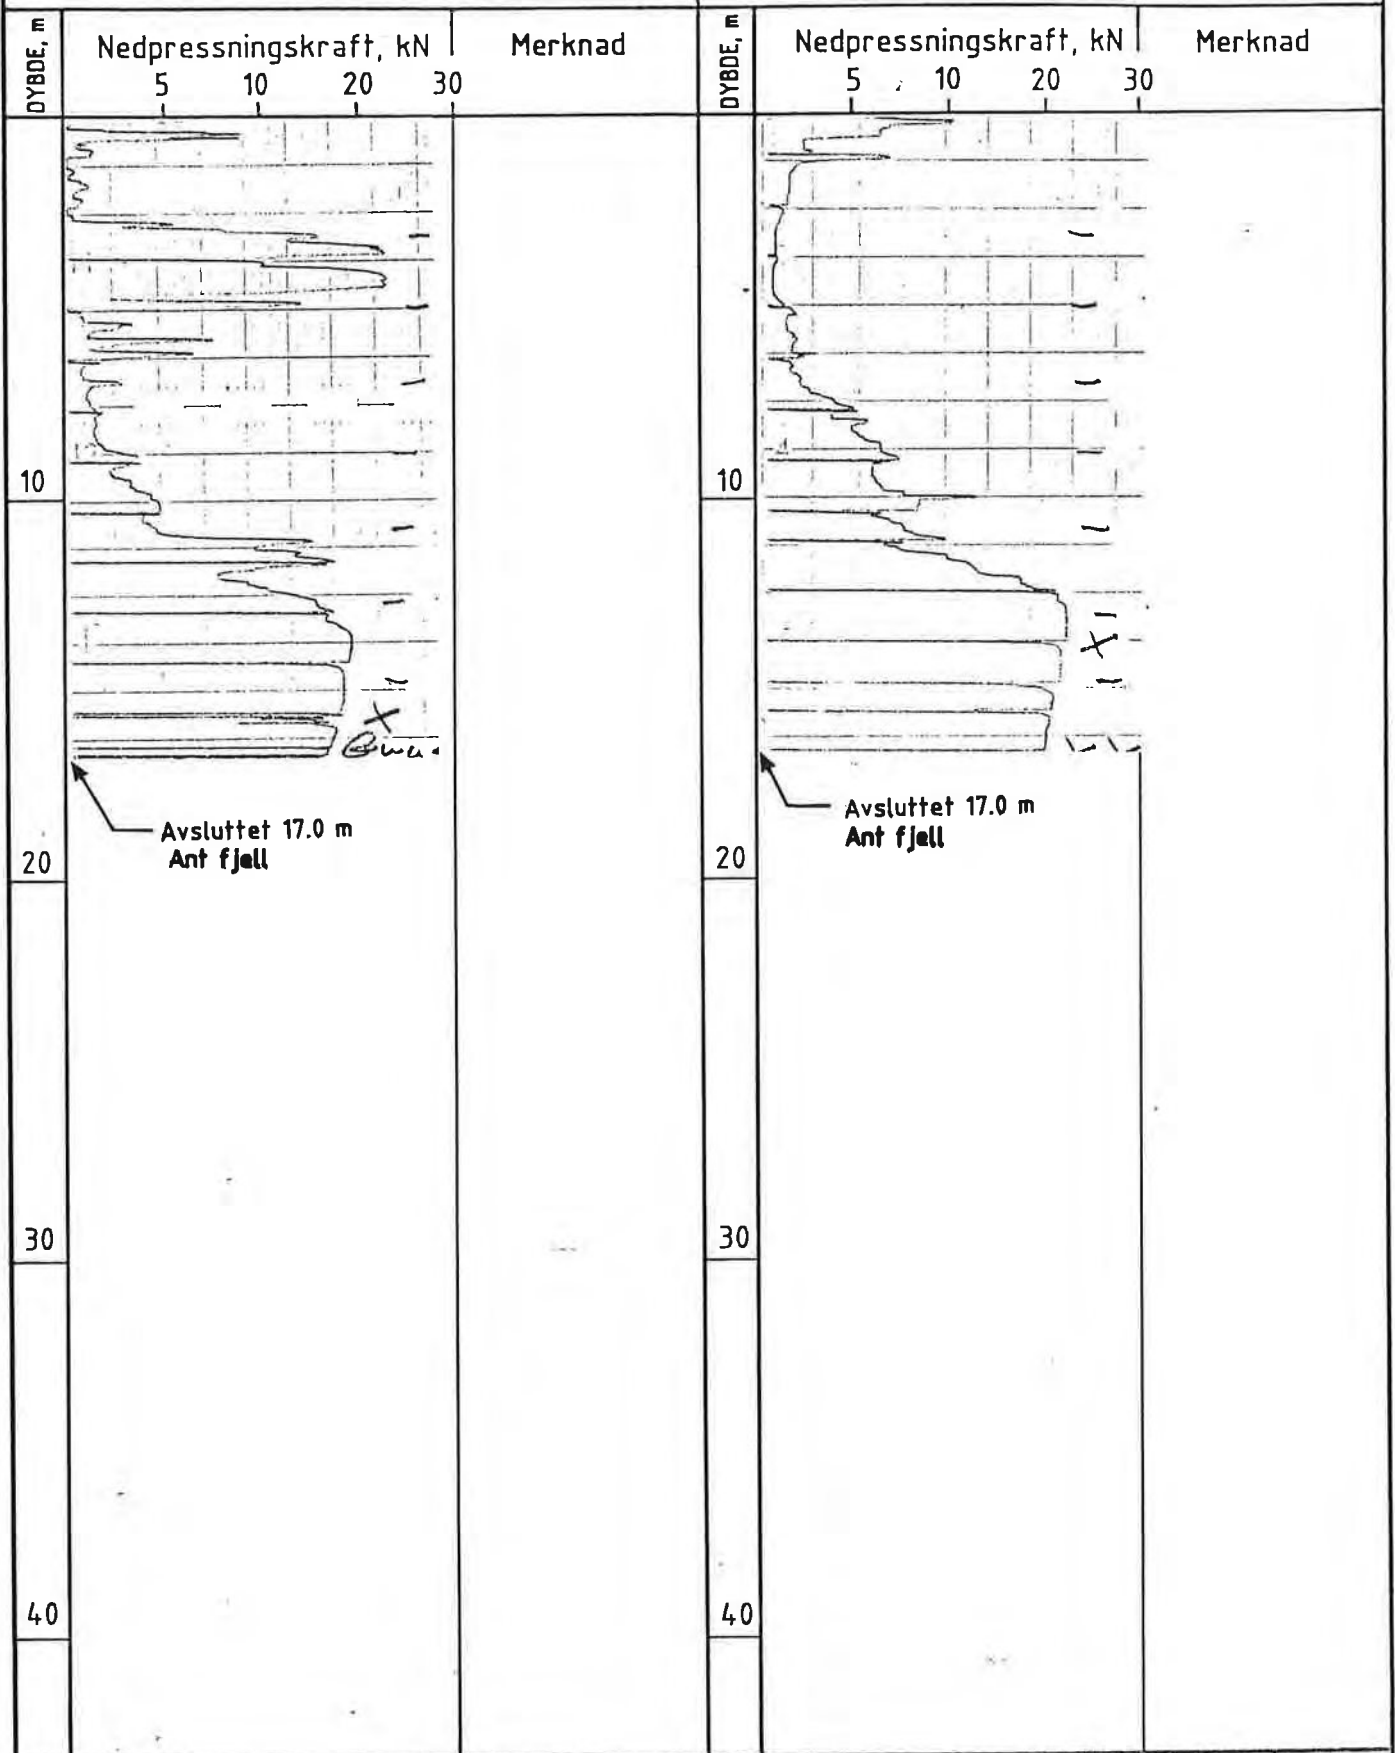 DYBDE, m
Nedpressningskraft, kN
Merknad
5 10 20 30
10
Avsluttet 17.0 m
Ant fjell
20
30
40
DYBDE, m
Nedpressningskraft, kN
Merknad
5 10 20 30
10
Avsluttet 17.0 m
Ant fjell
20
30
40